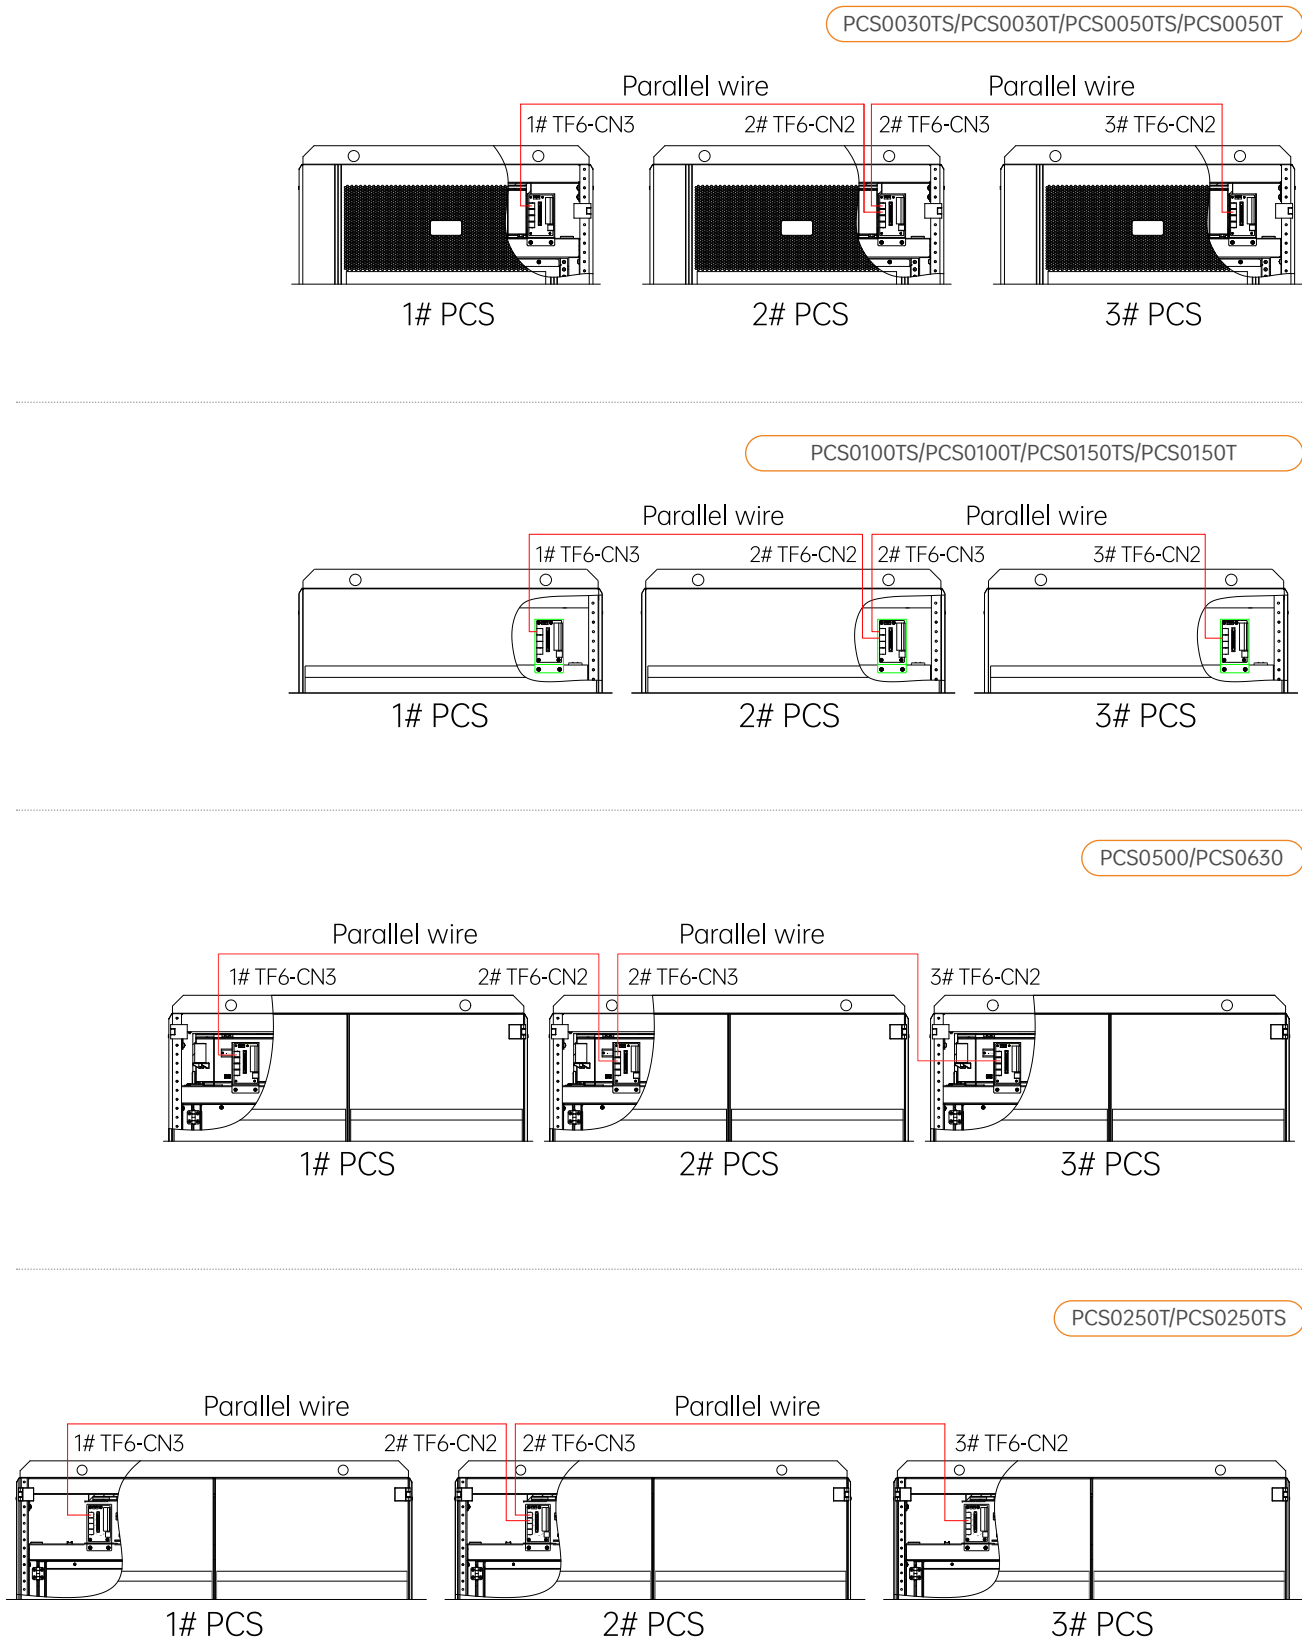 PCS0030TS/PCS0030T/PCS0050TS/PCS0050T
Parallel wire Parallel wire
1# TF6-CN3 2# TF6-CN2 2# TF6-CN3 3# TF6-CN2
1# PCS 2# PCS 3# PCS
PCS0100TS/PCS0100T/PCS0150TS/PCS0150T
Parallel wire Parallel wire
1# TF6-CN3 2# TF6-CN2 2# TF6-CN3 3# TF6-CN2
1# PCS 2# PCS 3# PCS
PCS0500/PCS0630
Parallel wire Parallel wire
1# TF6-CN3 2# TF6-CN2 2# TF6-CN3 3# TF6-CN2
1# PCS 2# PCS 3# PCS
PCS0250T/PCS0250TS
Parallel wire Parallel wire
1# TF6-CN3 2# TF6-CN2 2# TF6-CN3 3# TF6-CN2
1# PCS 2# PCS 3# PCS